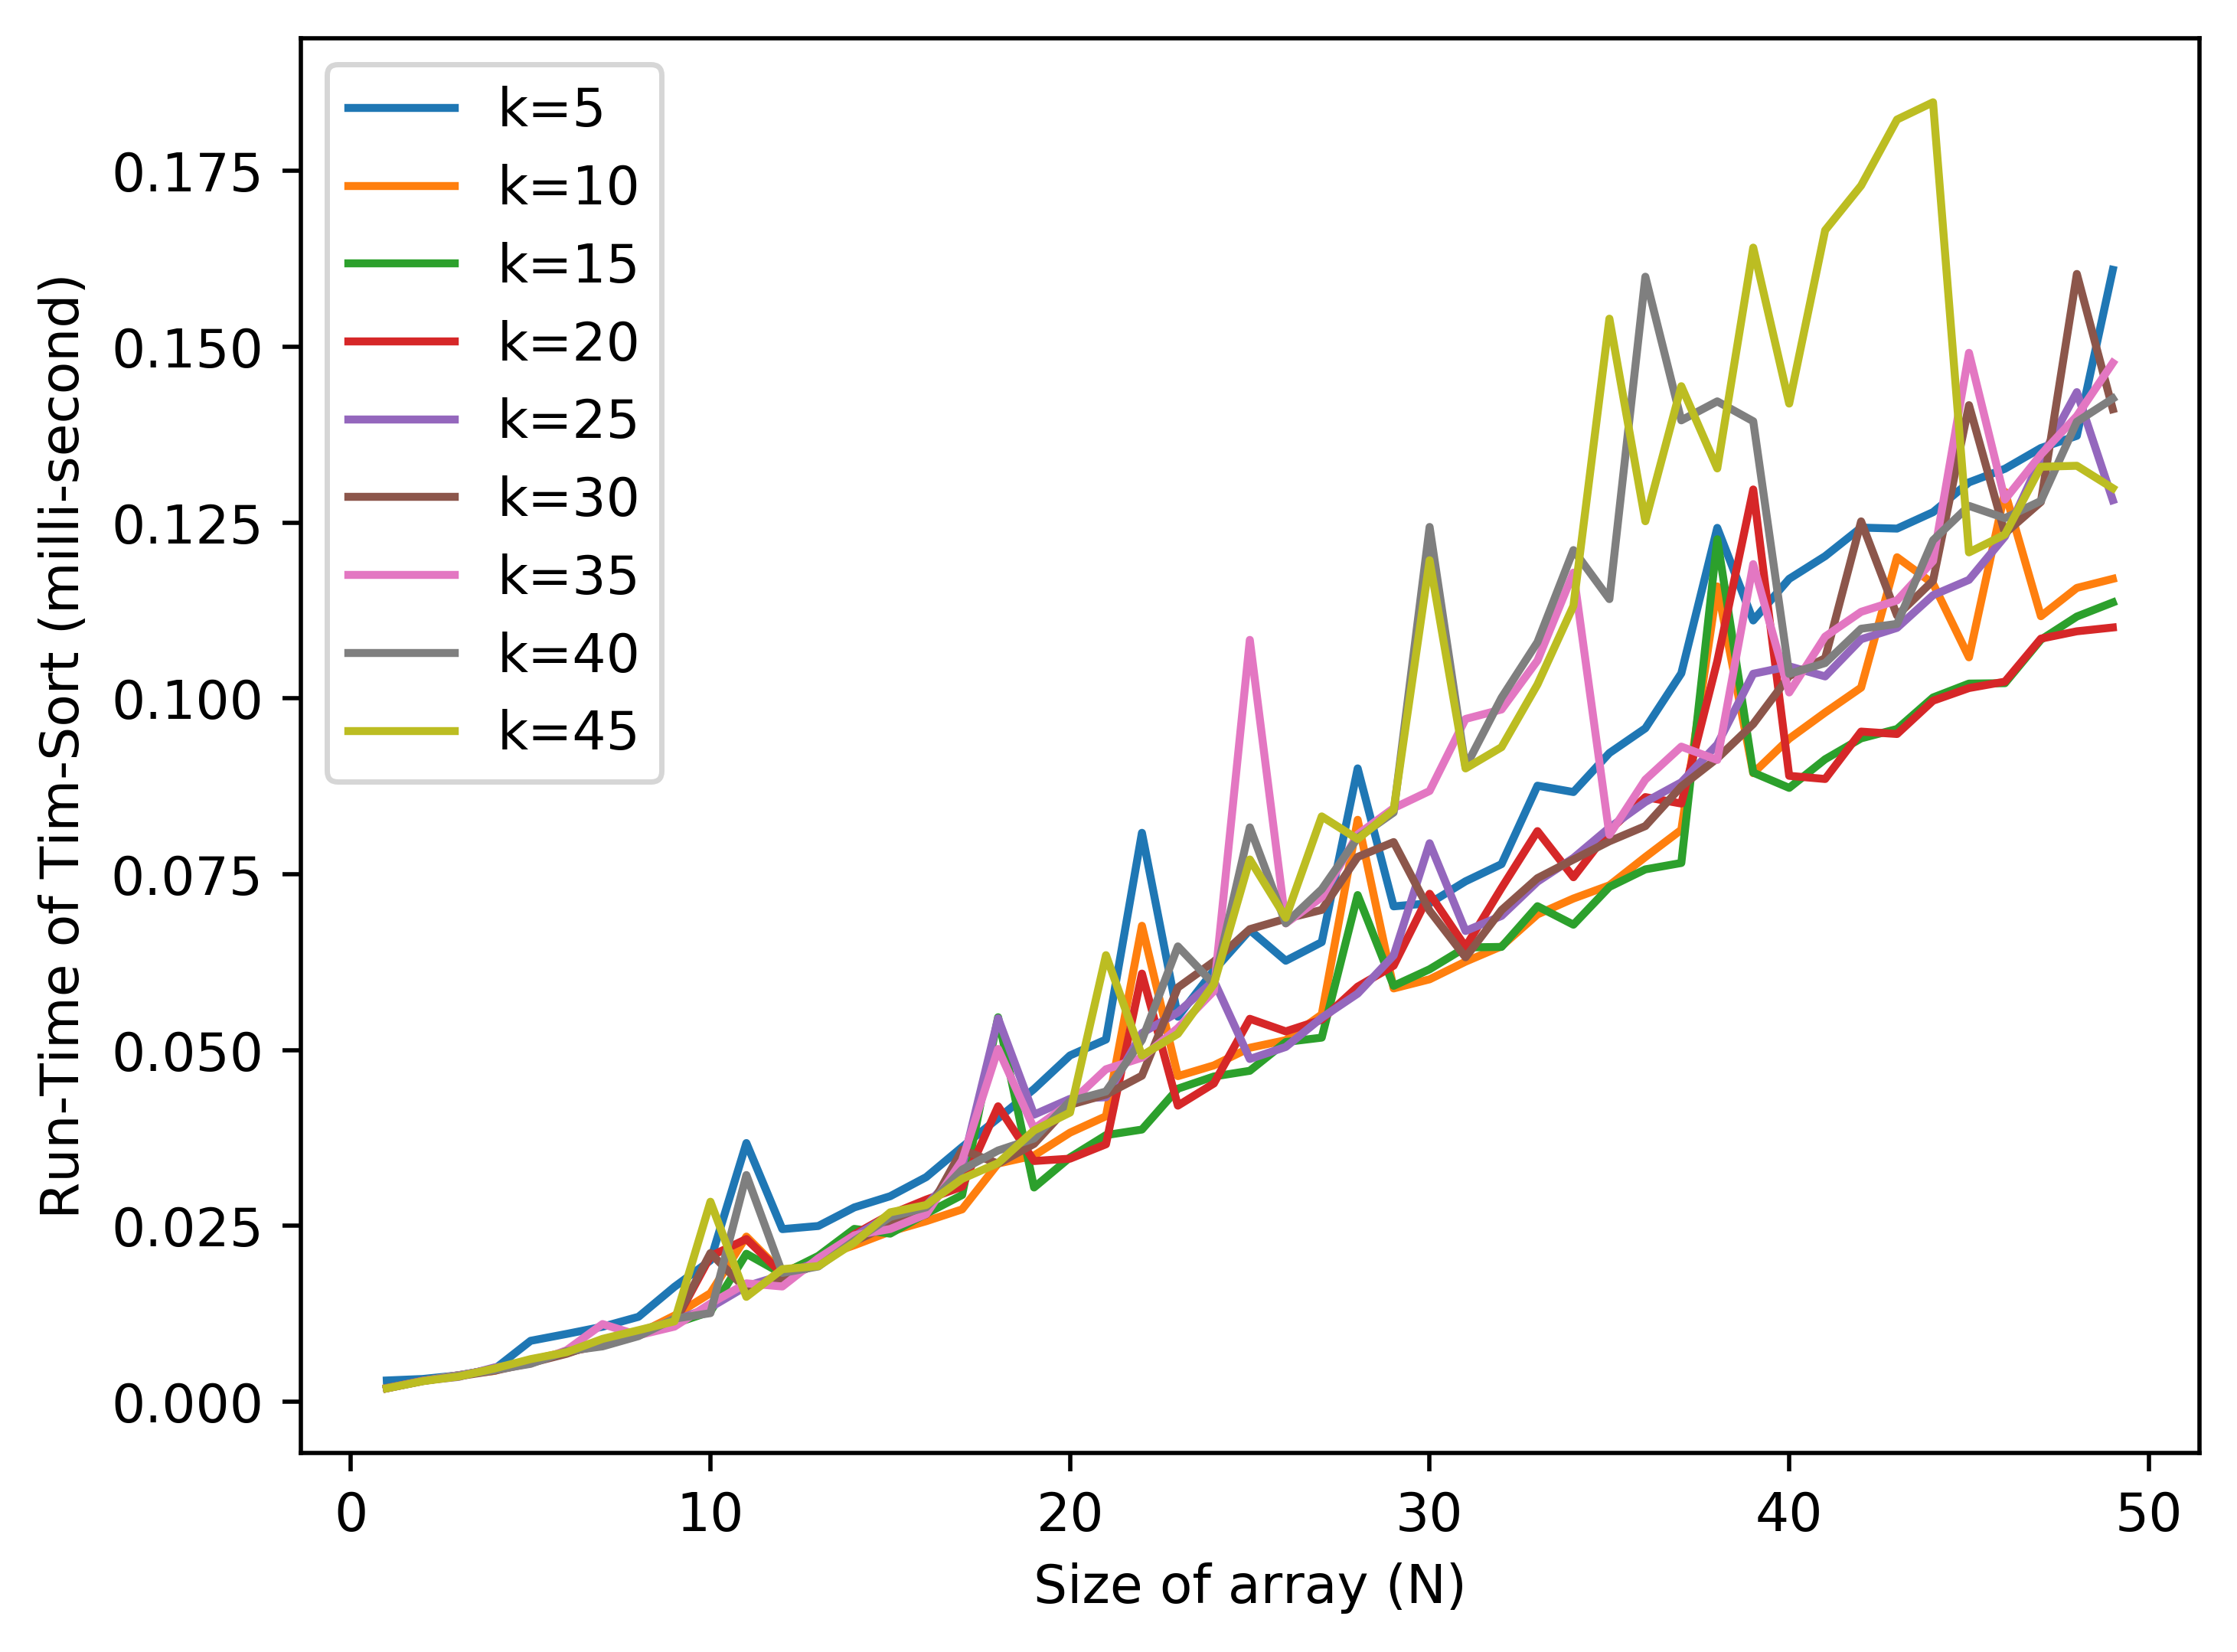 k=5
k=10
k=15
k=20
k=25
k=30
k=35
k=40
k=45
0.175
0.150
0.125
0.100
0.075
0.050
0.025
0.000
Run-Time of Tim-Sort (milli-second)
0 10 20 30 40 50
Size of array (N)